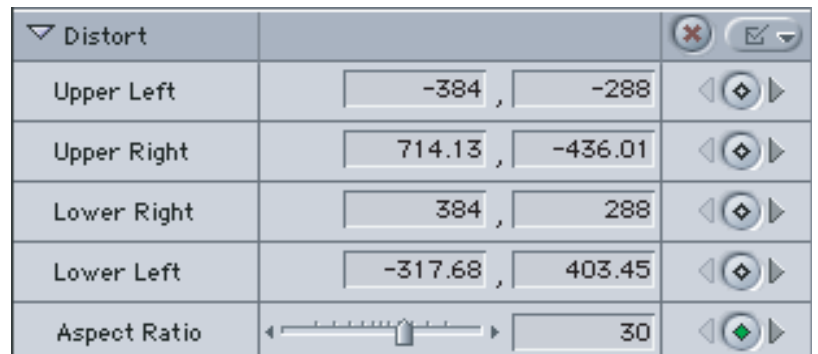 Distort
Upper Left -384 , -288
Upper Right 714.13 , -436.01
Lower Right 384 , 288
Lower Left -317.68 , 403.45
Aspect Ratio 30